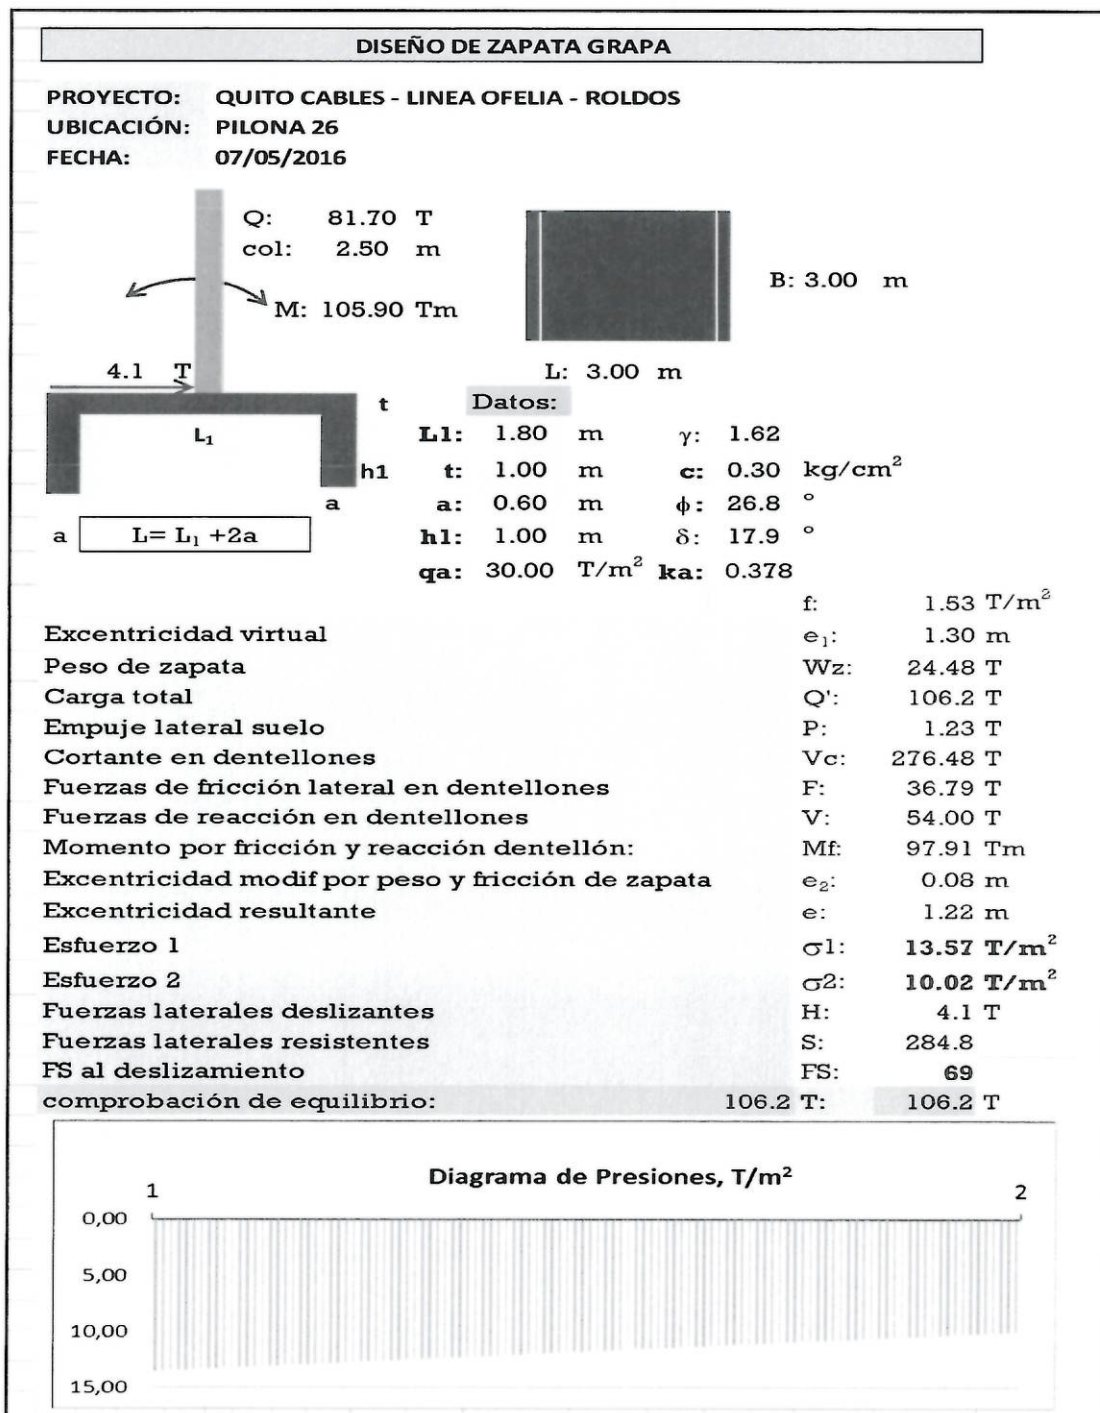 DISEÑO DE ZAPATA GRAPA
PROYECTO: QUITO CABLES - LINEA OFELIA - ROLDOS
UBICACIÓN: PILONA 26
FECHA: 07/05/2016
Q: 81.70 T
col: 2.50 m
B: 3.00 m
M: 105.90 Tm
4.1 T
L: 3.00 m
t
Datos:
L₁
L1: 1.80 m γ: 1.62
h1
t: 1.00 m c: 0.30 kg/cm²
a
a: 0.60 m ϕ: 26.8 °
a
L= L₁ +2a
h1: 1.00 m δ: 17.9 °
qa: 30.00 T/m² ka: 0.378
f: 1.53 T/m²
Excentricidad virtual e₁: 1.30 m
Peso de zapata Wz: 24.48 T
Carga total Q': 106.2 T
Empuje lateral suelo P: 1.23 T
Cortante en dentellones Vc: 276.48 T
Fuerzas de fricción lateral en dentellones F: 36.79 T
Fuerzas de reacción en dentellones V: 54.00 T
Momento por fricción y reacción dentellón: Mf: 97.91 Tm
Excentricidad modif por peso y fricción de zapata e₂: 0.08 m
Excentricidad resultante e: 1.22 m
Esfuerzo 1 σ1: 13.57 T/m²
Esfuerzo 2 σ2: 10.02 T/m²
Fuerzas laterales deslizantes H: 4.1 T
Fuerzas laterales resistentes S: 284.8
FS al deslizamiento FS: 69
comprobación de equilibrio: 106.2 T: 106.2 T
Diagrama de Presiones, T/m²
1 2
0,00
5,00
10,00
15,00